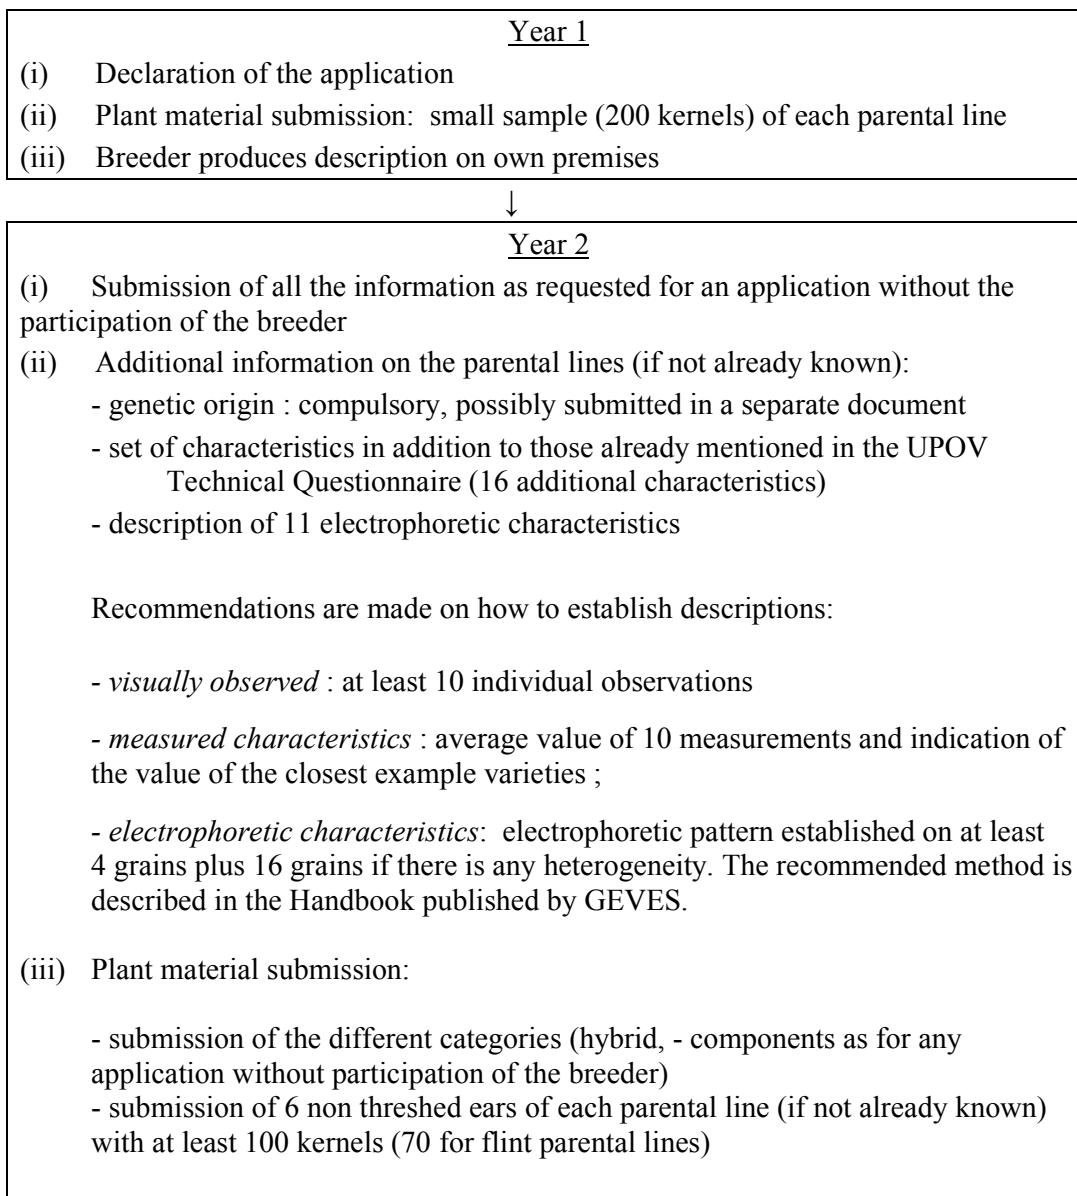 Year 1
(i) Declaration of the application
(ii) Plant material submission: small sample (200 kernels) of each parental line
(iii) Breeder produces description on own premises
↓
Year 2
(i) Submission of all the information as requested for an application without the
participation of the breeder
(ii) Additional information on the parental lines (if not already known):
- genetic origin : compulsory, possibly submitted in a separate document
- set of characteristics in addition to those already mentioned in the UPOV
Technical Questionnaire (16 additional characteristics)
- description of 11 electrophoretic characteristics
Recommendations are made on how to establish descriptions:
- visually observed : at least 10 individual observations
- measured characteristics : average value of 10 measurements and indication of
the value of the closest example varieties ;
- electrophoretic characteristics: electrophoretic pattern established on at least
4 grains plus 16 grains if there is any heterogeneity. The recommended method is
described in the Handbook published by GEVES.
(iii) Plant material submission:
- submission of the different categories (hybrid, - components as for any
application without participation of the breeder)
- submission of 6 non threshed ears of each parental line (if not already known)
with at least 100 kernels (70 for flint parental lines)